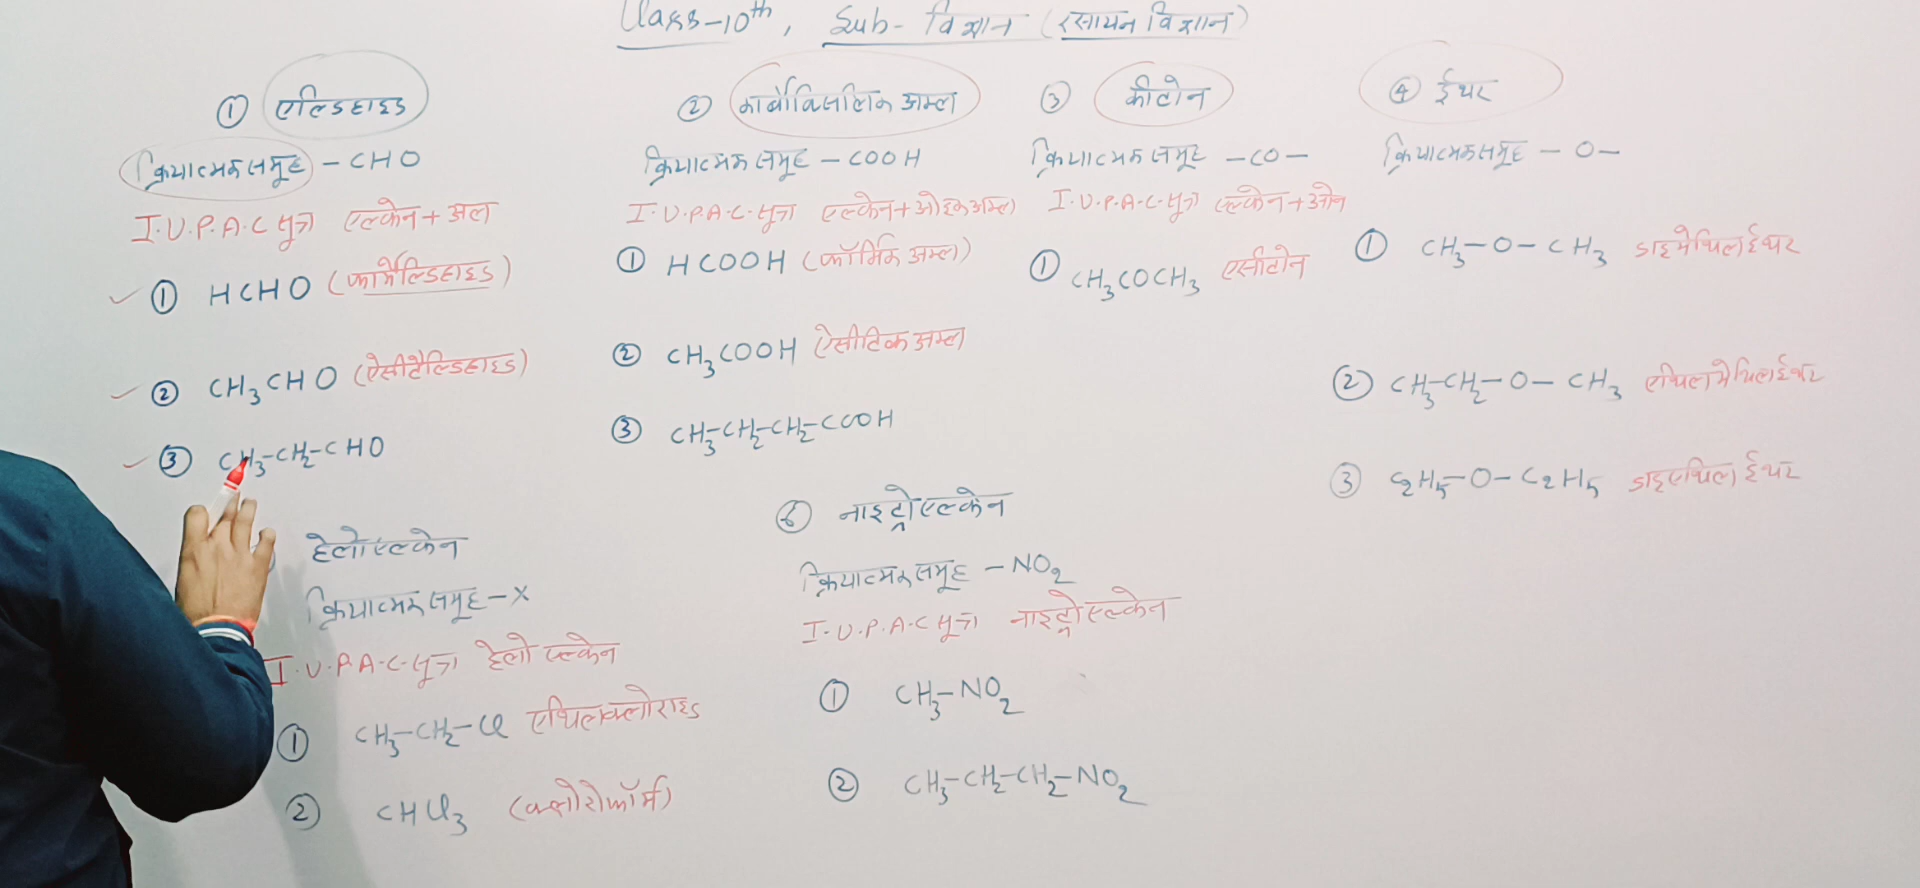 Class-10th, Sub- विज्ञान (रसायन विज्ञान)
① एल्डिहाइड
क्रियात्मक समूह - CHO
I.U.P.A.C सूत्र एल्केन + अल
① HCHO (फार्मेल्डिहाइड)
② CH3CHO (ऐसीटैल्डिहाइड)
③ CH3-CH2-CHO
② कार्बोक्सिलिक अम्ल
क्रियात्मक समूह - COOH
I.U.P.A.C. सूत्र एल्केन + ओइक अम्ल
① HCOOH (फॉर्मिक अम्ल)
② CH3COOH ऐसीटिक अम्ल
③ CH3-CH2-CH2-COOH
③ कीटोन
क्रियात्मक समूह -CO-
I.U.P.A.C. सूत्र एल्केन + ओन
① CH3COCH3 एसीटोन
④ ईथर
क्रियात्मक समूह - O-
① CH3-O-CH3 डाइमेथिल ईथर
② CH3-CH2-O-CH3 एथिल मेथिल ईथर
③ C2H5-O-C2H5 डाइएथिल ईथर
हेलोएल्केन
क्रियात्मक समूह - X
I.U.P.A.C. सूत्र हेलो एल्केन
① CH3-CH2-Cl एथिल क्लोराइड
② CHCl3 (क्लोरोफॉर्म)
⑥ नाइट्रोएल्केन
क्रियात्मक समूह - NO2
I.U.P.A.C सूत्र नाइट्रो एल्केन
① CH3-NO2
② CH3-CH2-CH2-NO2